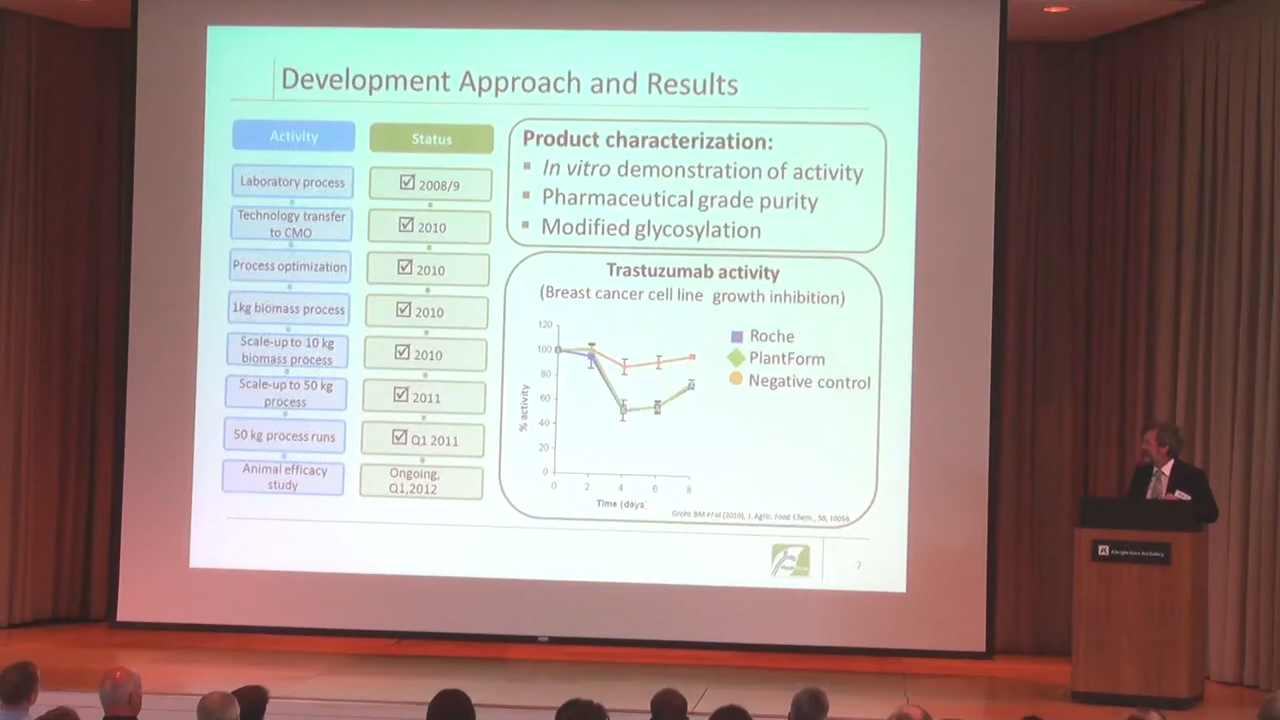 Development Approach and Results
Activity
Status
Laboratory process
2008/9
Technology transfer
to CMO
2010
Process optimization
2010
1kg biomass process
2010
Scale-up to 10 kg
biomass process
2010
Scale-up to 50 kg
process
2011
50 kg process runs
Q1 2011
Animal efficacy
study
Ongoing,
Q1,2012
Product characterization:
In vitro demonstration of activity
Pharmaceutical grade purity
Modified glycosylation
Trastuzumab activity
(Breast cancer cell line growth inhibition)
120
100
80
60
40
20
0
% activity
0 2 4 6 8
Time (days)
Roche
PlantForm
Negative control
Grohs BM et al (2010), J. Agric. Food Chem., 58, 10056
7
Albright-Knox Art Gallery